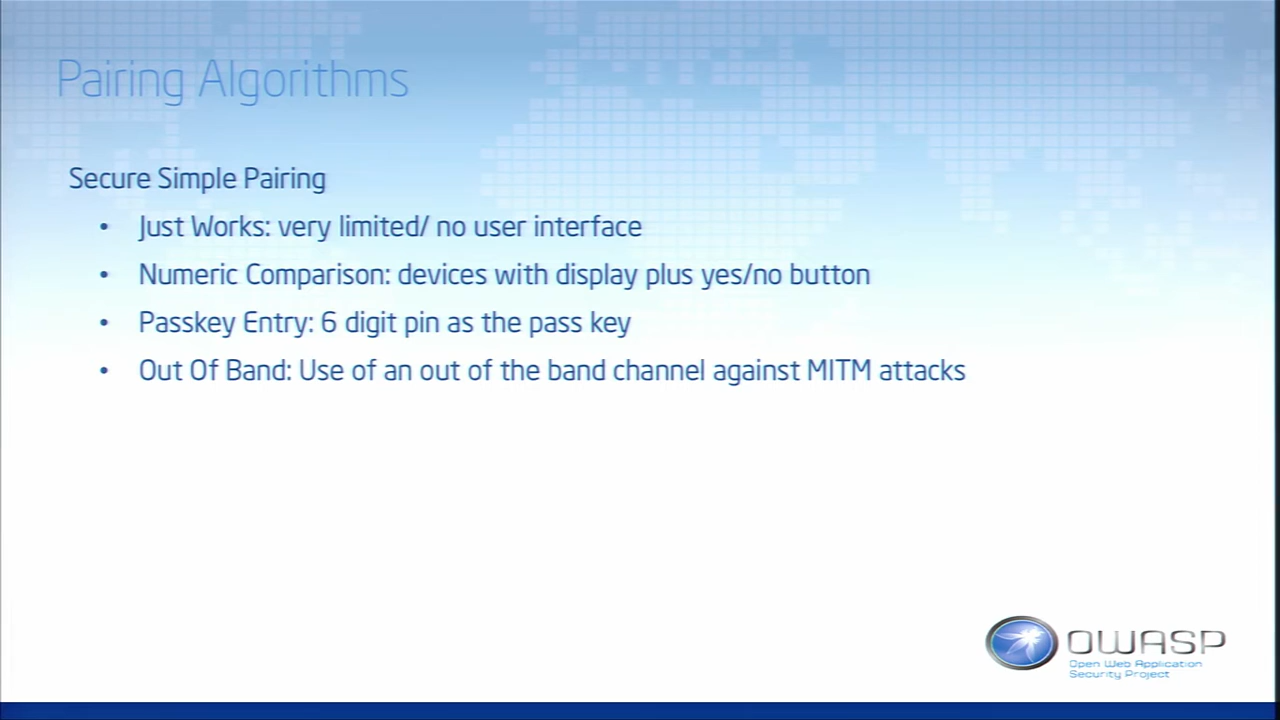 Pairing Algorithms
Secure Simple Pairing
• Just Works: very limited/ no user interface
• Numeric Comparison: devices with display plus yes/no button
• Passkey Entry: 6 digit pin as the pass key
• Out Of Band: Use of an out of the band channel against MITM attacks
OWASP
Open Web Application
Security Project